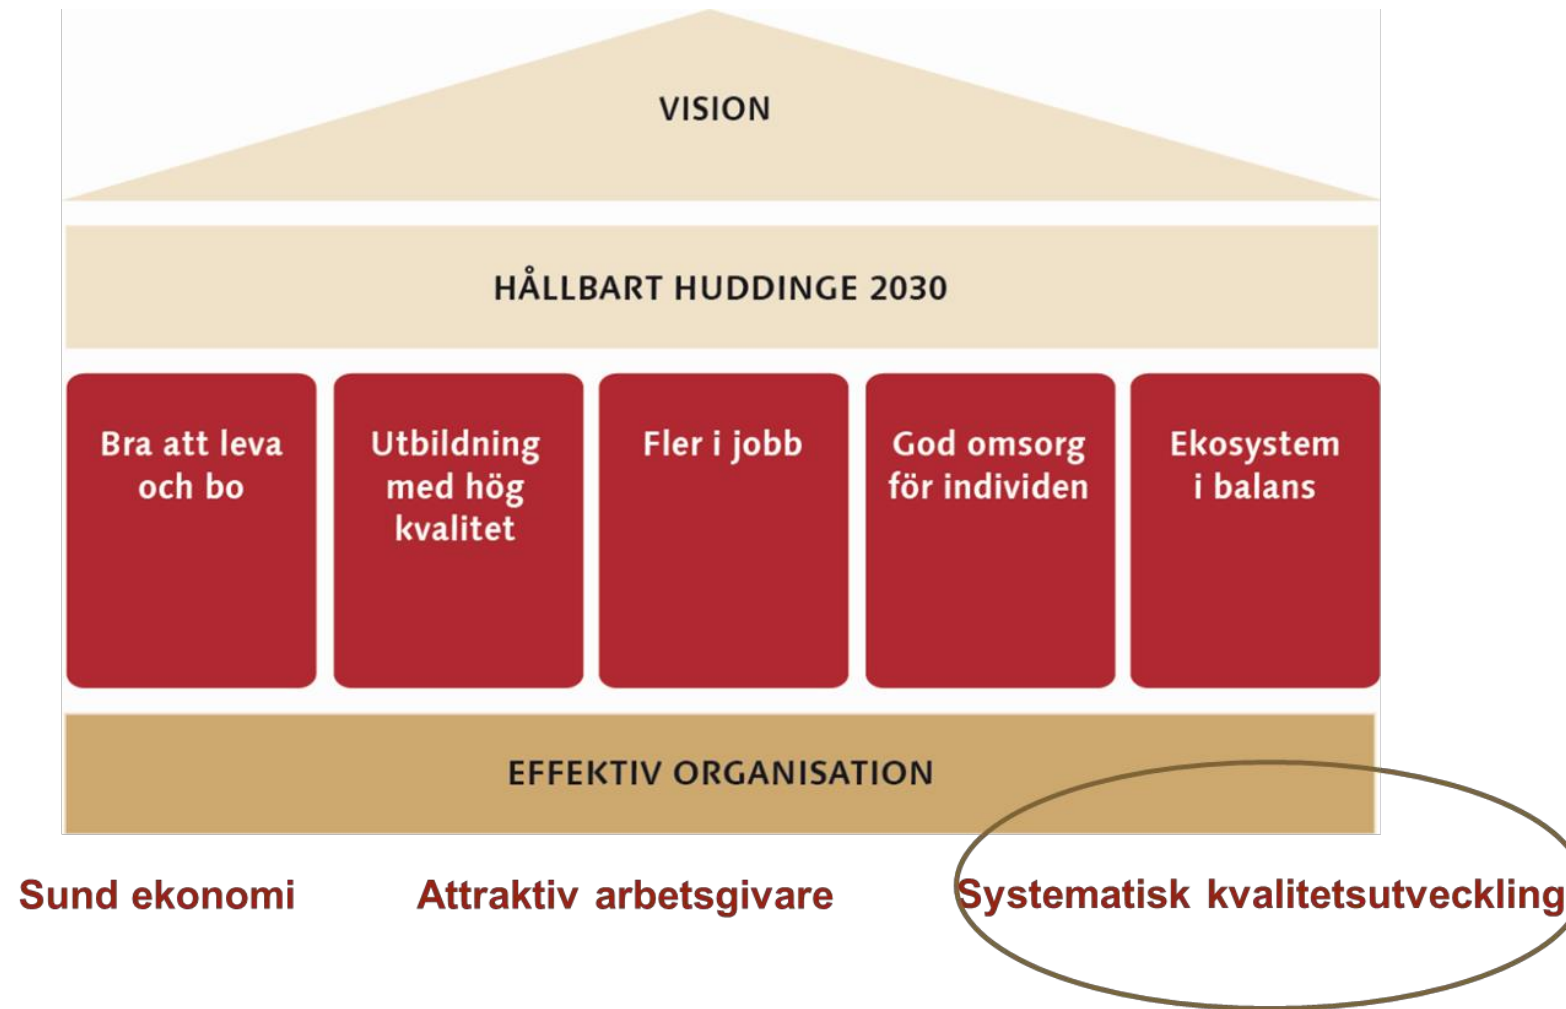 VISION
HÅLLBART HUDDINGE 2030
Bra att leva
och bo
Utbildning
med hög
kvalitet
Fler i jobb
God omsorg
för individen
Ekosystem
i balans
EFFEKTIV ORGANISATION
Sund ekonomi
Attraktiv arbetsgivare
Systematisk kvalitetsutveckling